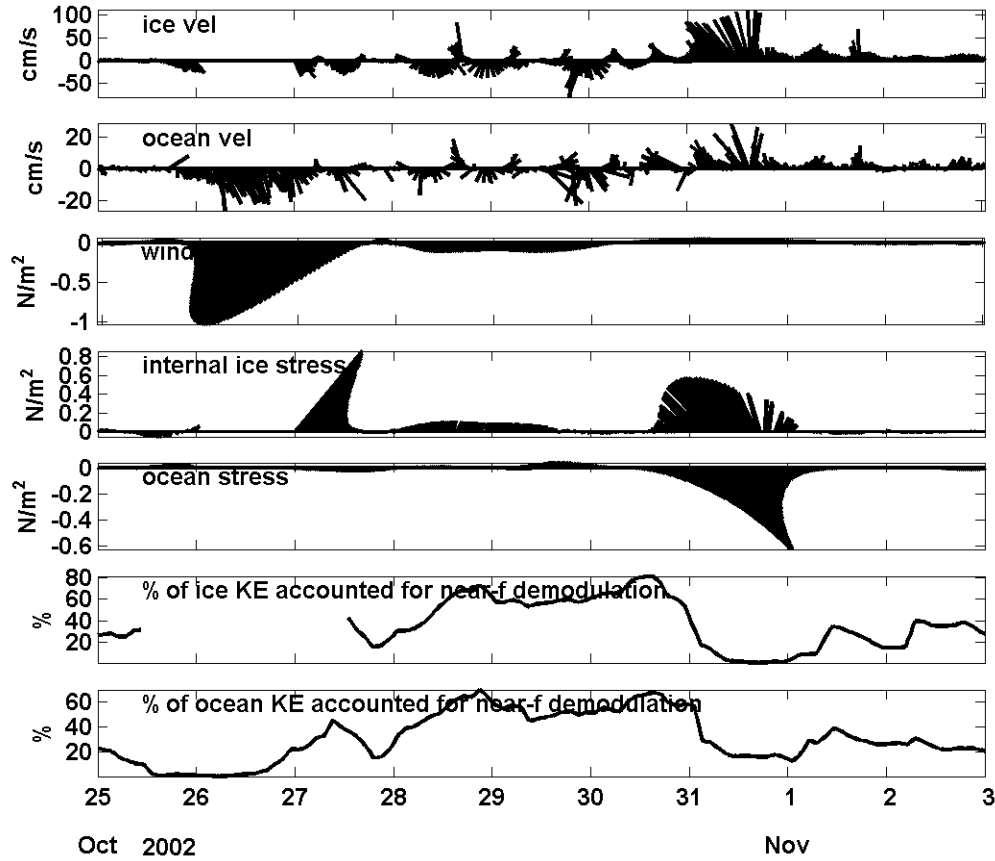 100
50
0
-50
cm/s
ice vel
20
0
-20
cm/s
ocean vel
0
-0.5
-1
N/m²
wind
0.8
0.6
0.4
0.2
0
N/m²
internal ice stress
0
-0.2
-0.4
-0.6
N/m²
ocean stress
80
60
40
20
%
% of ice KE accounted for near-f demodulation
60
40
20
%
% of ocean KE accounted for near-f demodulation
25 26 27 28 29 30 31 1 2 3
Oct 2002 Nov